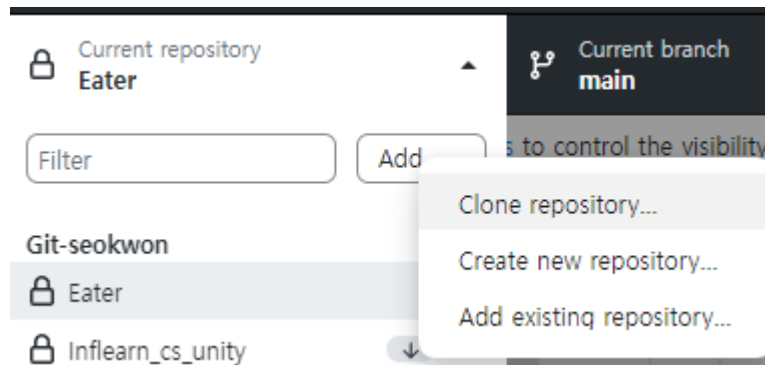 Current repository
Eater
Current branch
main
Filter
Add
s to control the visibility
Clone repository...
Git-seokwon
Create new repository...
Eater
Add existing repository...
Inflearn_cs_unity